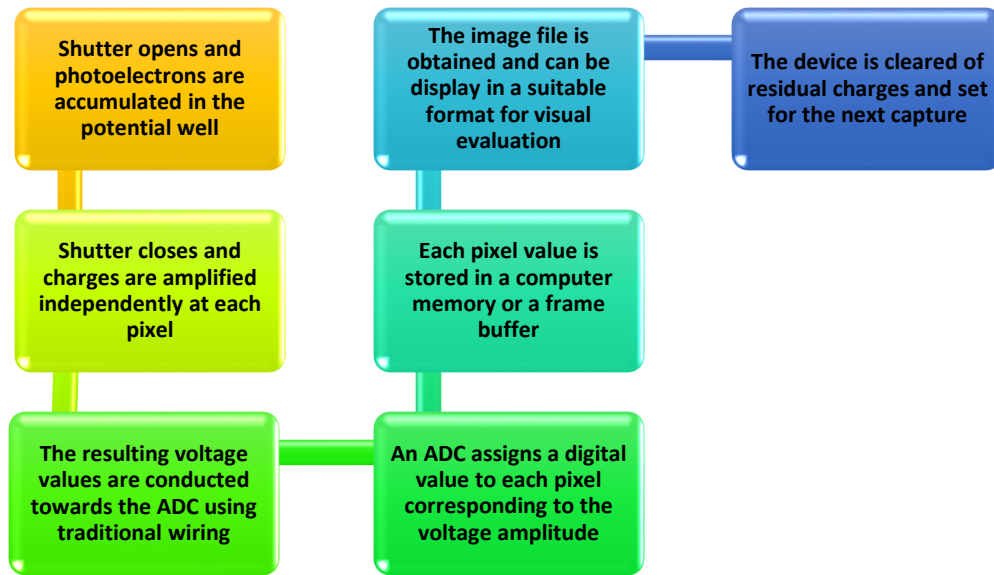 Shutter opens and
photoelectrons are
accumulated in the
potential well
Shutter closes and
charges are amplified
independently at each
pixel
The resulting voltage
values are conducted
towards the ADC using
traditional wiring
An ADC assigns a digital
value to each pixel
corresponding to the
voltage amplitude
Each pixel value is
stored in a computer
memory or a frame
buffer
The image file is
obtained and can be
display in a suitable
format for visual
evaluation
The device is cleared of
residual charges and set
for the next capture